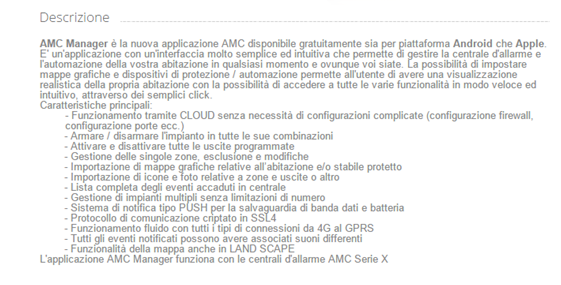 Descrizione
AMC Manager è la nuova applicazione AMC disponibile gratuitamente sia per piattaforma Android che Apple.
E' un'applicazione con un'interfaccia molto semplice ed intuitiva che permette di gestire la centrale d'allarme e
l'automazione della vostra abitazione in qualsiasi momento e ovunque voi siate. La possibilità di impostare
mappe grafiche e dispositivi di protezione / automazione permette all'utente di avere una visualizzazione
realistica della propria abitazione con la possibilità di accedere a tutte le varie funzionalità in modo veloce ed
intuitivo, attraverso dei semplici click.
Caratteristiche principali:
- Funzionamento tramite CLOUD senza necessità di configurazioni complicate (configurazione firewall,
configurazione porte ecc.)
- Armare / disarmare l'impianto in tutte le sue combinazioni
- Attivare e disattivare tutte le uscite programmate
- Gestione delle singole zone, esclusione e modifiche
- Importazione di mappe grafiche relative all'abitazione e/o stabile protetto
- Importazione di icone e foto relative a zone e uscite o altro
- Lista completa degli eventi accaduti in centrale
- Gestione di impianti multipli senza limitazioni di numero
- Sistema di notifica tipo PUSH per la salvaguardia di banda dati e batteria
- Protocollo di comunicazione criptato in SSL4
- Funzionamento fluido con tutti i tipi di connessioni da 4G al GPRS
- Tutti gli eventi notificati possono avere associati suoni differenti
- Funzionalità della mappa anche in LAND SCAPE
L'applicazione AMC Manager funziona con le centrali d'allarme AMC Serie X